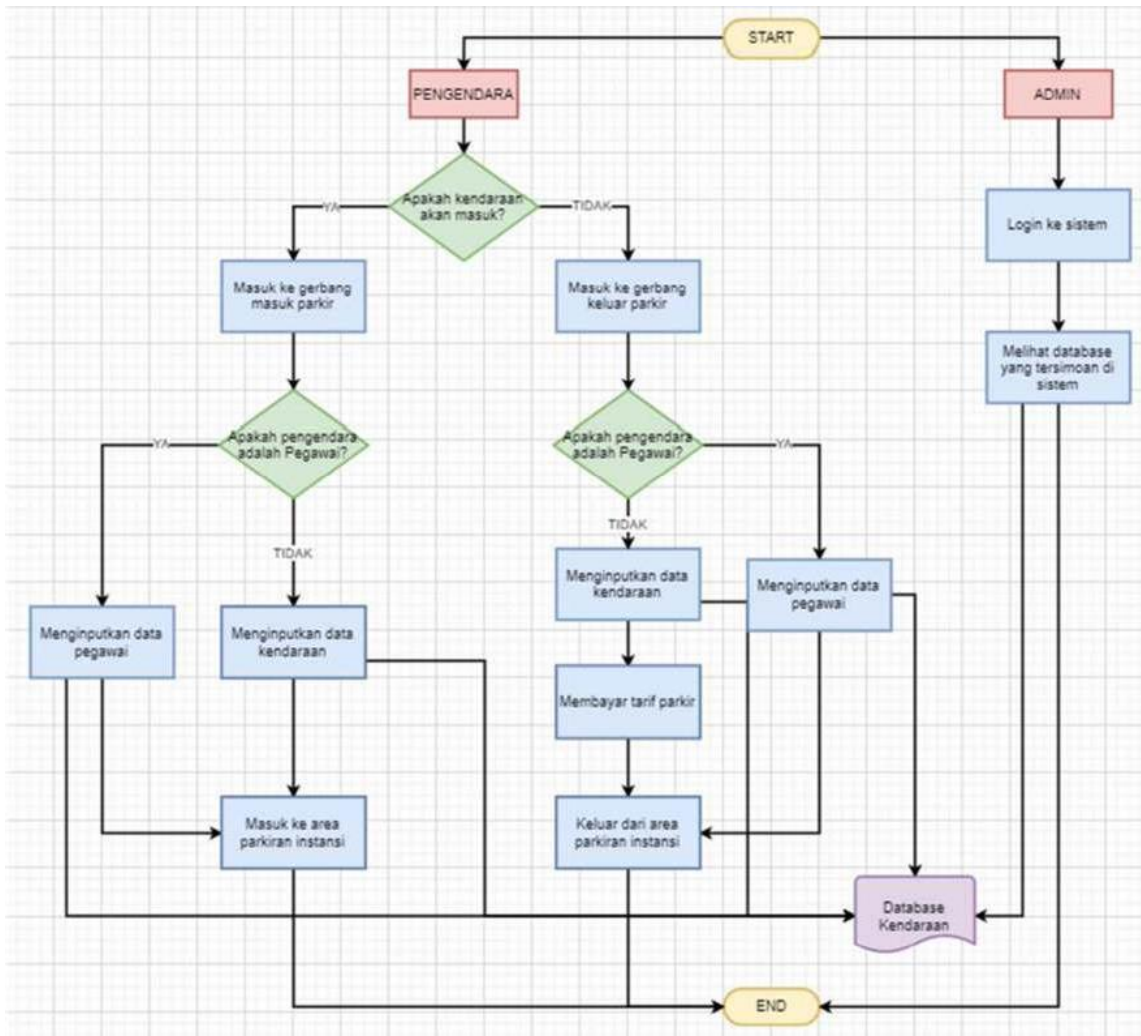 START
PENGENDARA
ADMIN
Apakah kendaraan
akan masuk?
YA
TIDAK
Login ke sistem
Masuk ke gerbang
masuk parkir
Masuk ke gerbang
keluar parkir
Melihat database
yang tersimoan di
sistem
Apakah pengendara
adalah Pegawai?
YA
TIDAK
Apakah pengendara
adalah Pegawai?
YA
TIDAK
Menginputkan data
kendaraan
Menginputkan data
pegawai
Menginputkan data
pegawai
Menginputkan data
kendaraan
Membayar tarif parkir
Masuk ke area
parkiran instansi
Keluar dari area
parkiran instansi
Database
Kendaraan
END